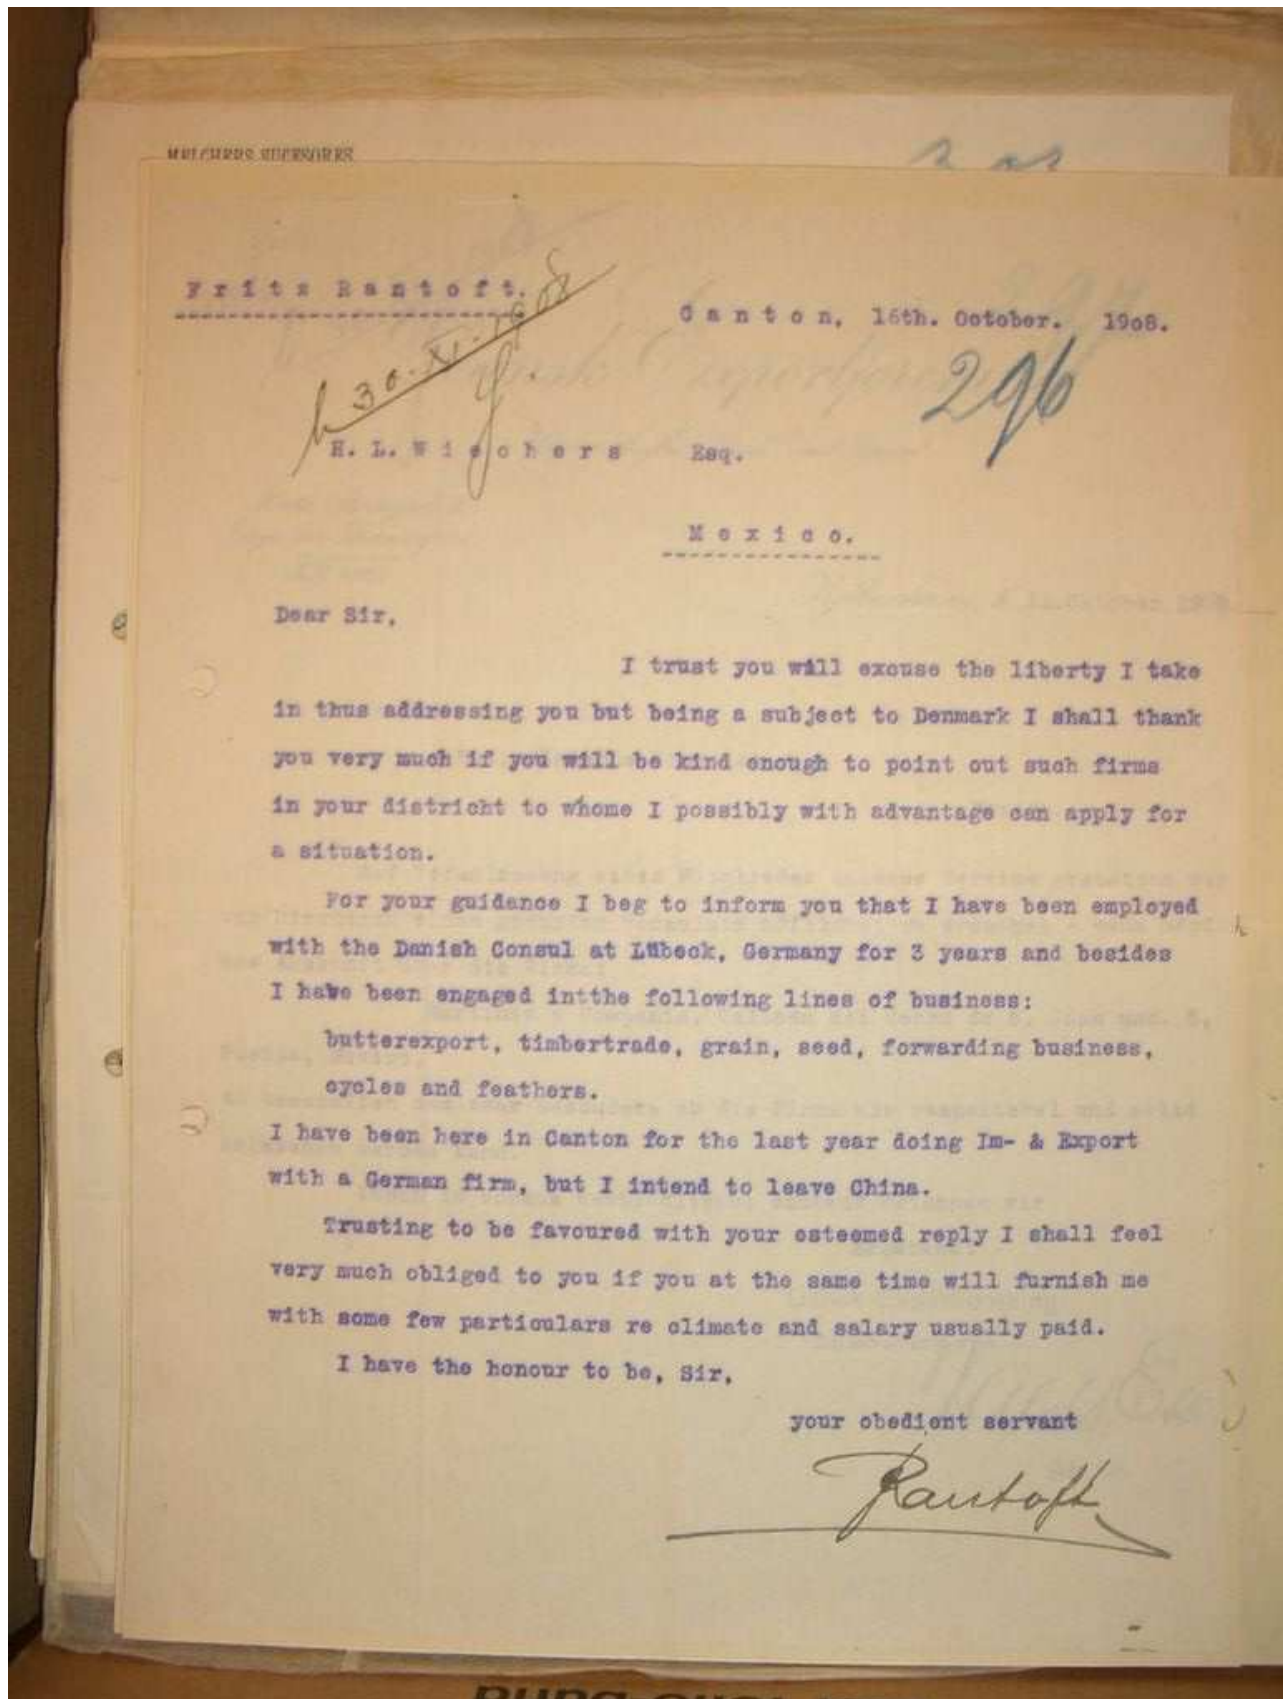 MELCHERS SUCESORES
Fritz Rantoft.
Canton, 16th. October. 1908.
30.XI.1908
296
H. L. Wiechers Esq.
Mexico.
Dear Sir,
I trust you will excuse the liberty I take
in thus addressing you but being a subject to Denmark I shall thank
you very much if you will be kind enough to point out such firms
in your districht to whome I possibly with advantage can apply for
a situation.
For your guidance I beg to inform you that I have been employed
with the Danish Consul at Lübeck, Germany for 3 years and besides
I have been engaged intthe following lines of business:
butterexport, timbertrade, grain, seed, forwarding business,
cycles and feathers.
I have been here in Canton for the last year doing Im- & Export
with a German firm, but I intend to leave China.
Trusting to be favoured with your esteemed reply I shall feel
very much obliged to you if you at the same time will furnish me
with some few particulars re climate and salary usually paid.
I have the honour to be, Sir,
your obedient servant
Rantoft